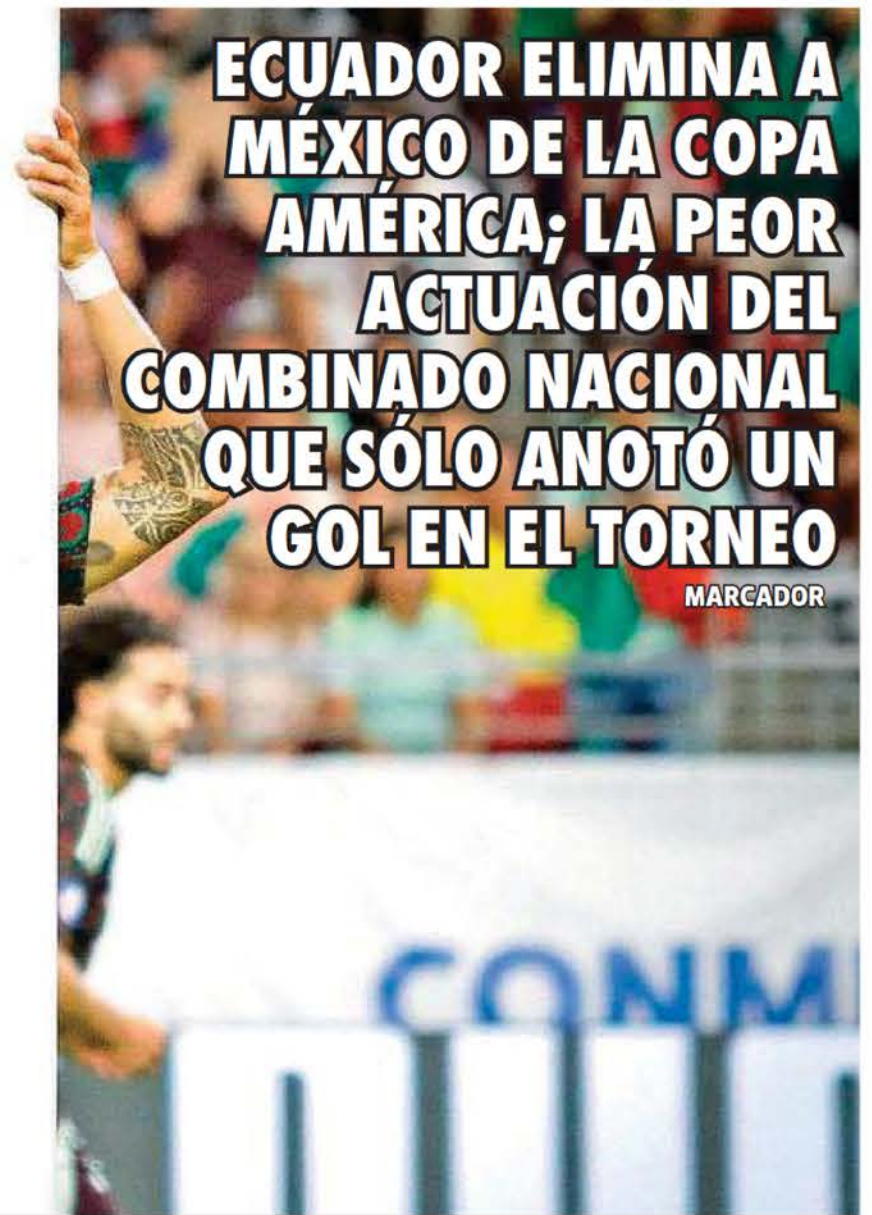 ECUADOR ELIMINA A
MÉXICO DE LA COPA
AMÉRICA; LA PEOR
ACTUACIÓN DEL
COMBINADO NACIONAL
QUE SÓLO ANOTÓ UN
GOL EN EL TORNEO
MARCADOR
CONM